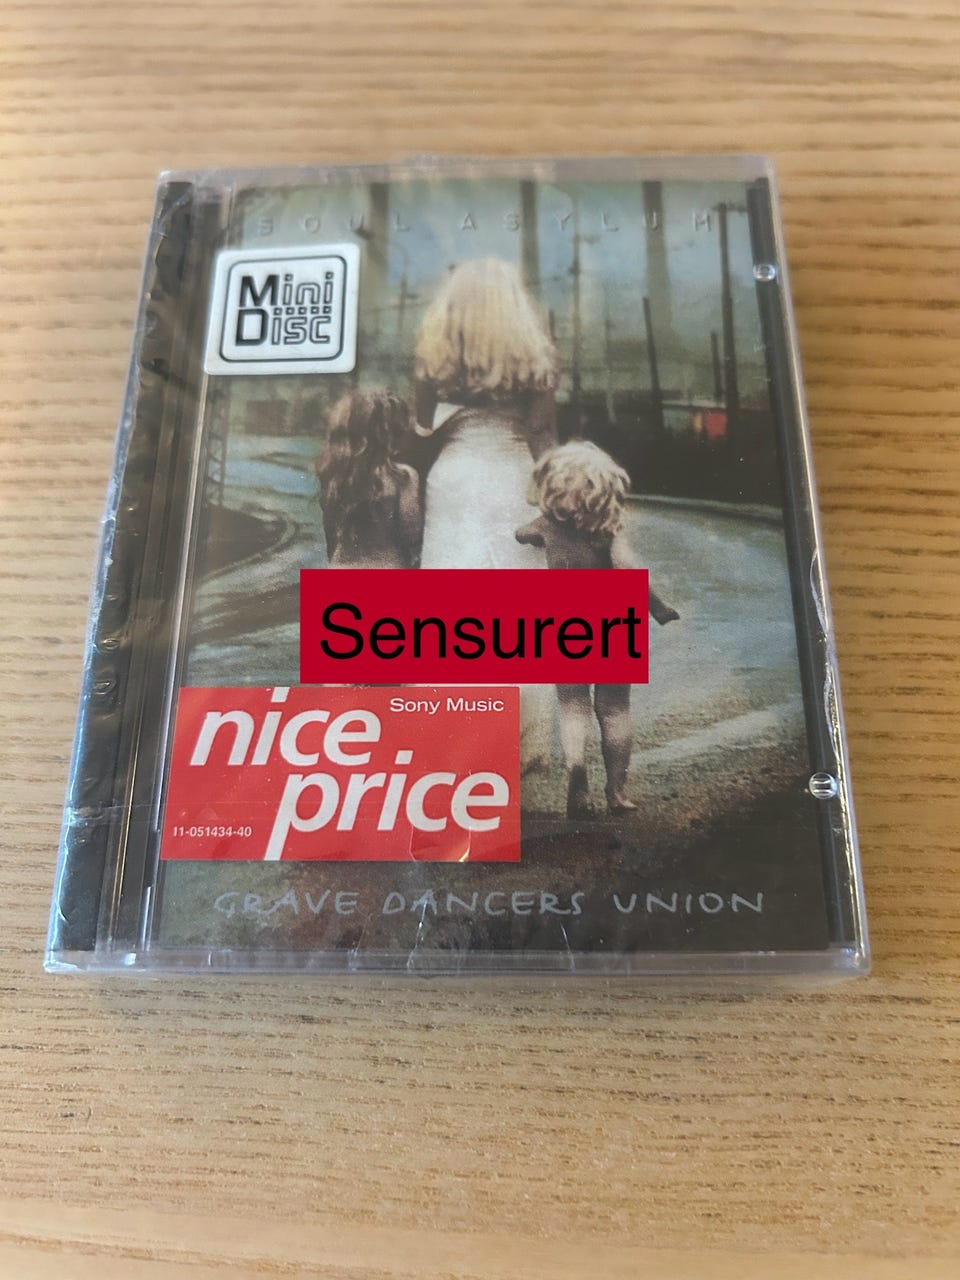 SOUL ASYLUM
Mini
Disc
Sensurert
Sony Music
nice
price
11-051434-40
GRAVE DANCERS UNION